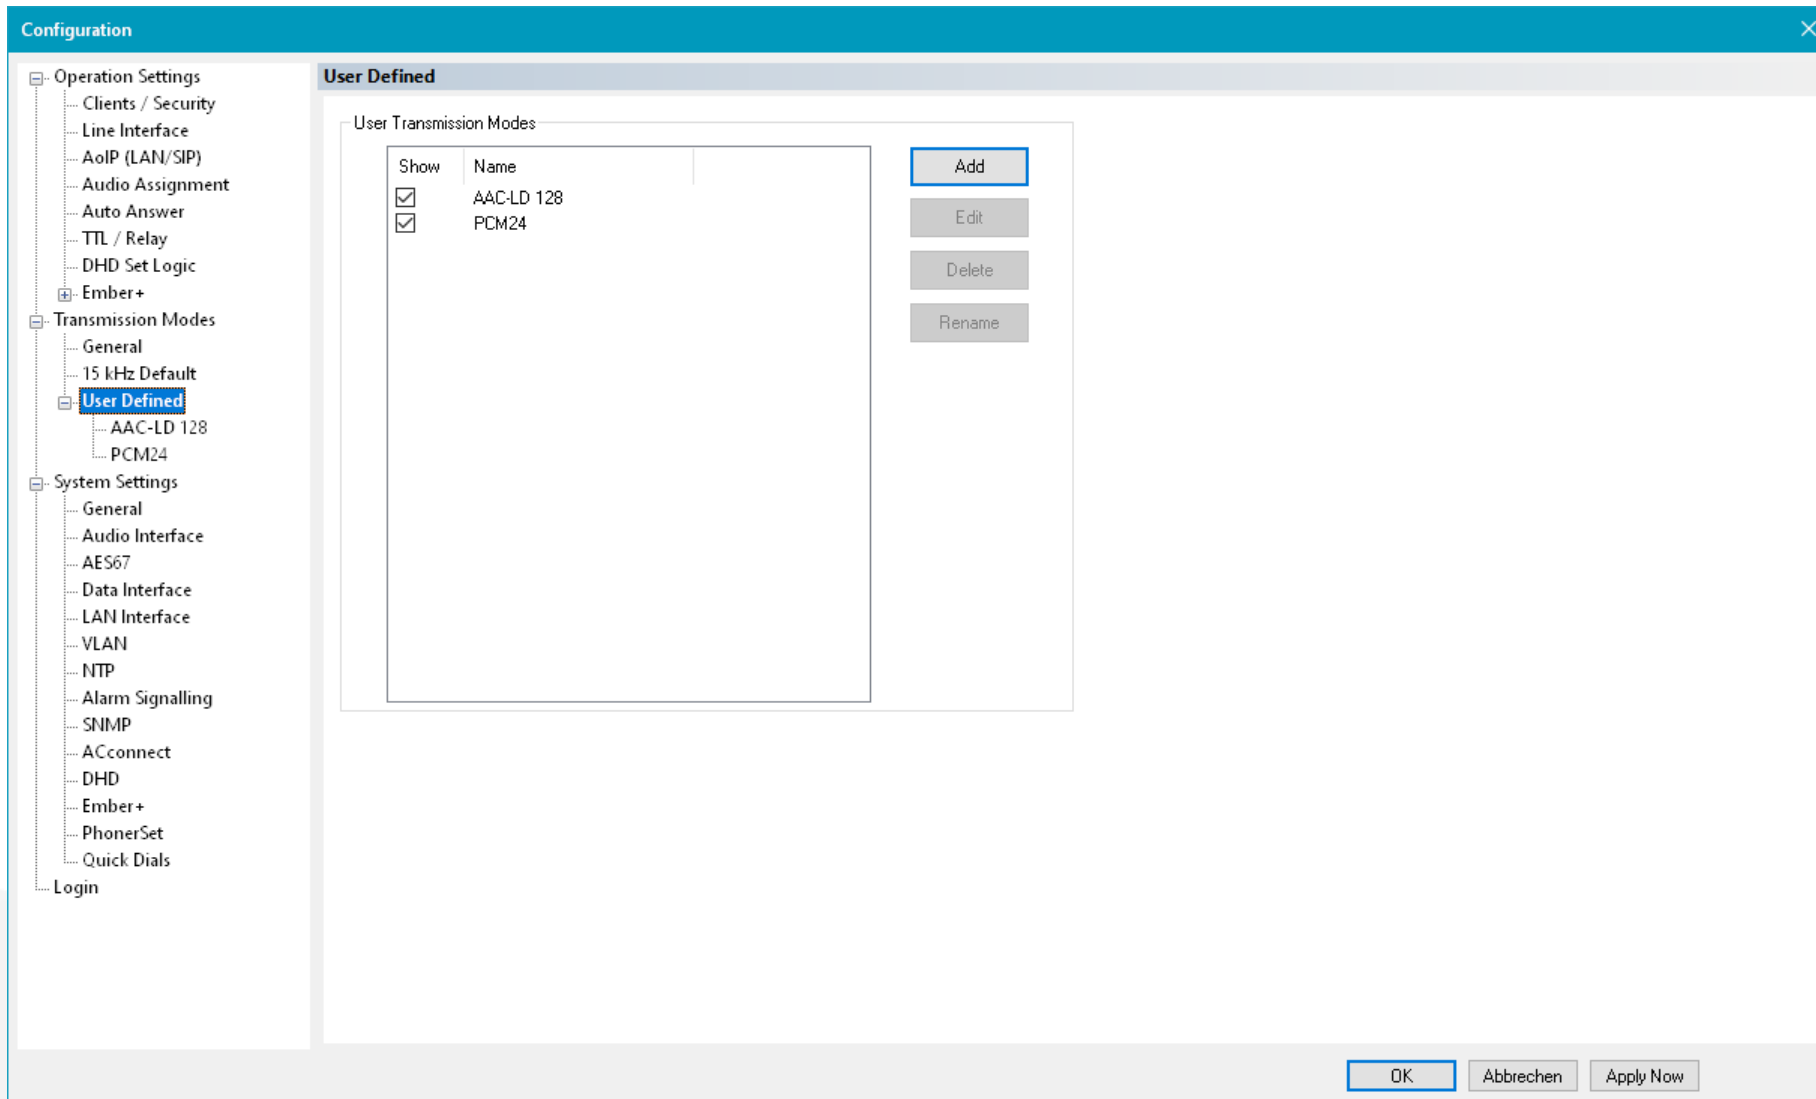 Configuration
Operation Settings
Clients / Security
Line Interface
AoIP (LAN/SIP)
Audio Assignment
Auto Answer
TTL / Relay
DHD Set Logic
Ember+
Transmission Modes
General
15 kHz Default
User Defined
AAC-LD 128
PCM24
System Settings
General
Audio Interface
AES67
Data Interface
LAN Interface
VLAN
NTP
Alarm Signalling
SNMP
ACconnect
DHD
Ember+
PhonerSet
Quick Dials
Login
User Defined
User Transmission Modes
Show Name
AAC-LD 128
PCM24
Add
Edit
Delete
Rename
OK Abbrechen Apply Now